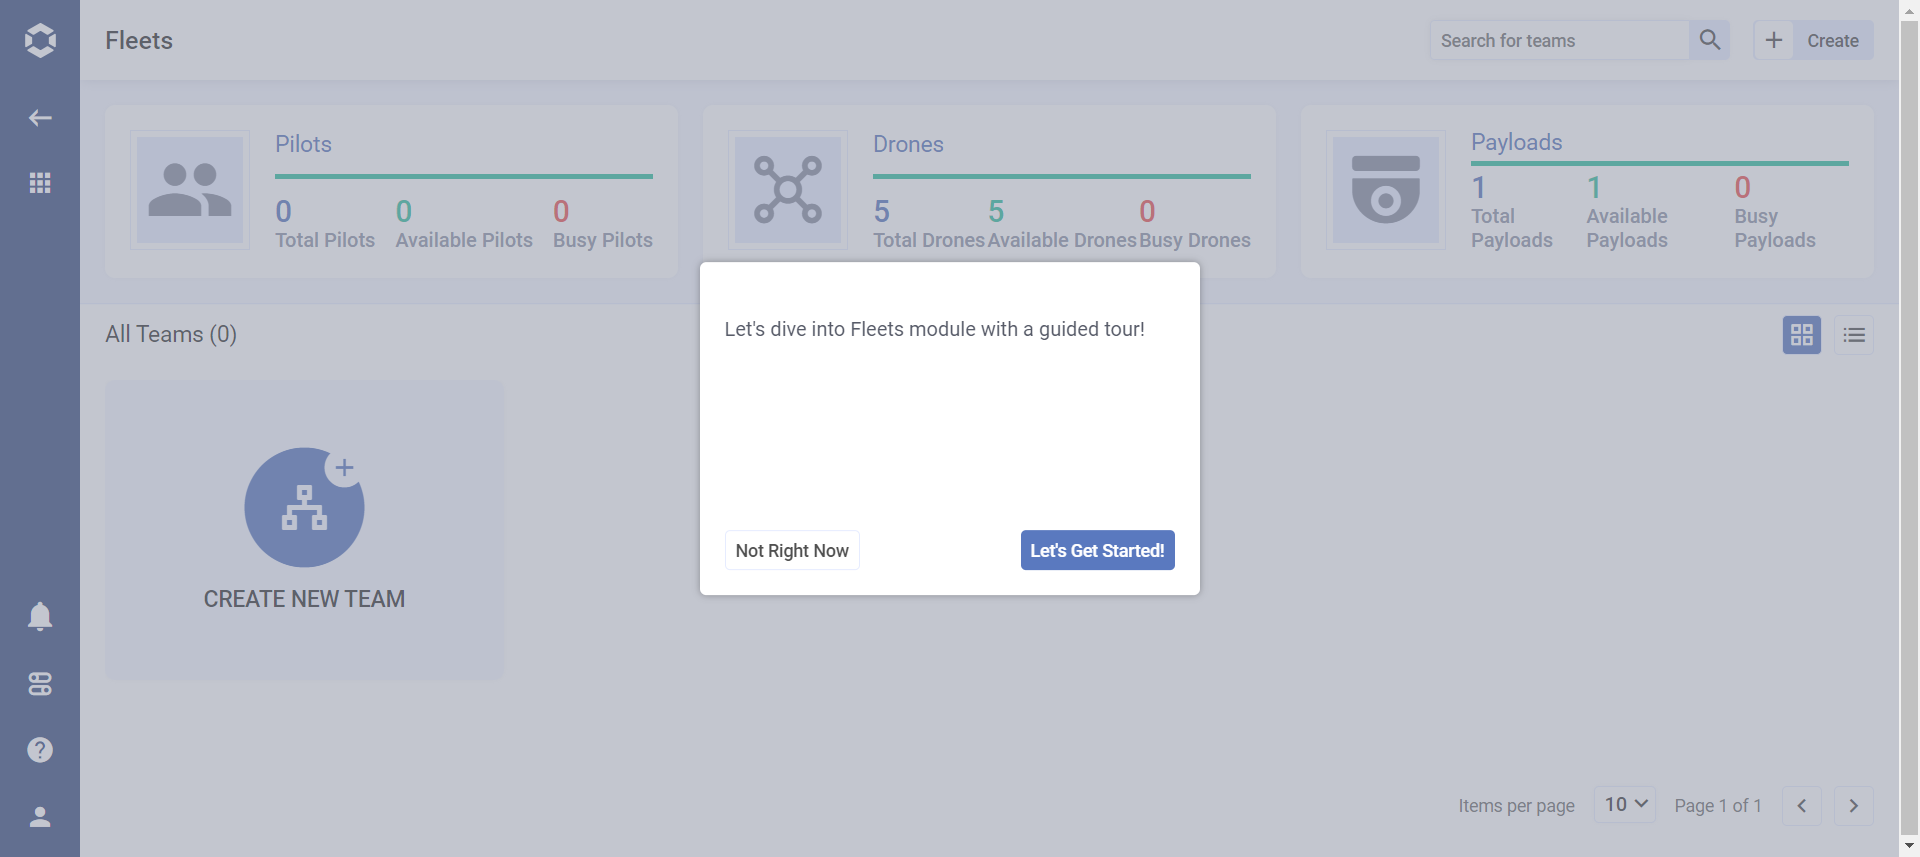 Fleets
Search for teams
Create
Pilots
0 0 0
Total Pilots Available Pilots Busy Pilots
Drones
5 5 0
Total Drones Available Drones Busy Drones
Payloads
1 1 0
Total Available Busy
Payloads Payloads Payloads
Let's dive into Fleets module with a guided tour!
Not Right Now Let's Get Started!
All Teams (0)
CREATE NEW TEAM
Items per page 10 Page 1 of 1